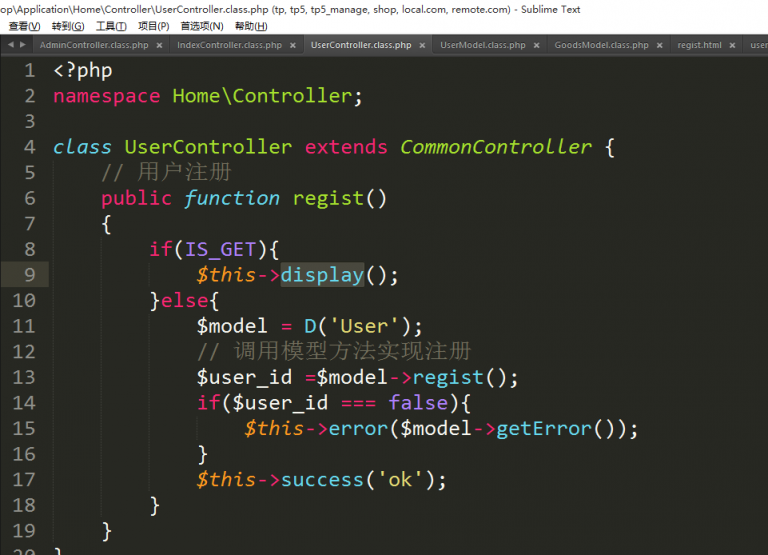 op\Application\Home\Controller\UserController.class.php (tp, tp5, tp5_manage, shop, local.com, remote.com) - Sublime Text
查看(V) 转到(G) 工具(T) 项目(P) 首选项(N) 帮助(H)
AdminController.class.php × IndexController.class.php × UserController.class.php × UserModel.class.php × GoodsModel.class.php × regist.html × user
1 <?php
2 namespace Home\Controller;
3
4 class UserController extends CommonController {
5 // 用户注册
6 public function regist()
7 {
8 if(IS_GET){
9 $this->display();
10 }else{
11 $model = D('User');
12 // 调用模型方法实现注册
13 $user_id =$model->regist();
14 if($user_id === false){
15 $this->error($model->getError());
16 }
17 $this->success('ok');
18 }
19 }
20 }